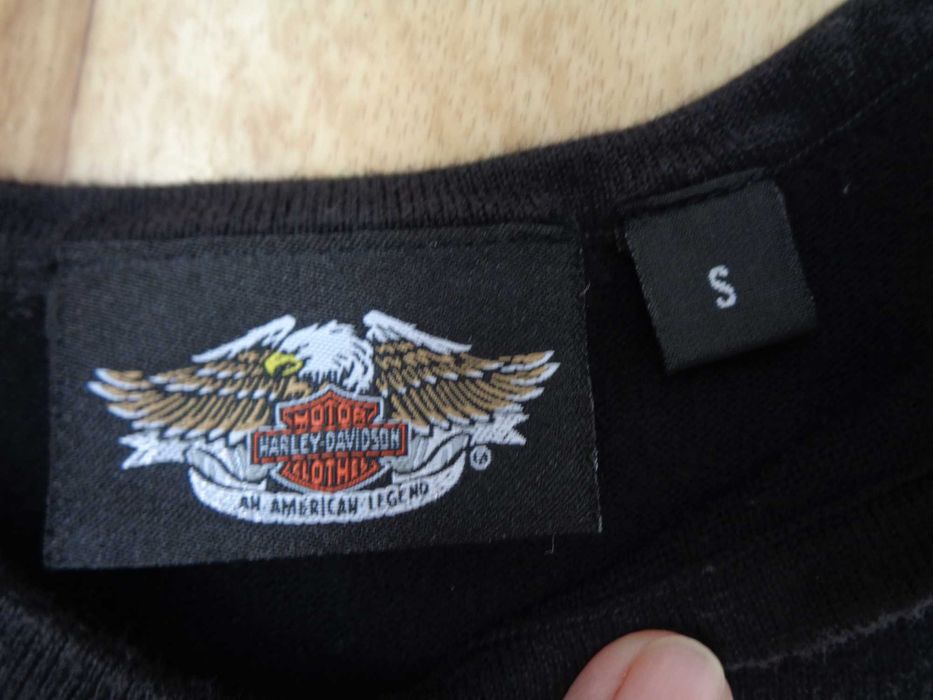 MOTOR
HARLEY-DAVIDSON
CLOTHES
AN AMERICAN LEGEND
®
S